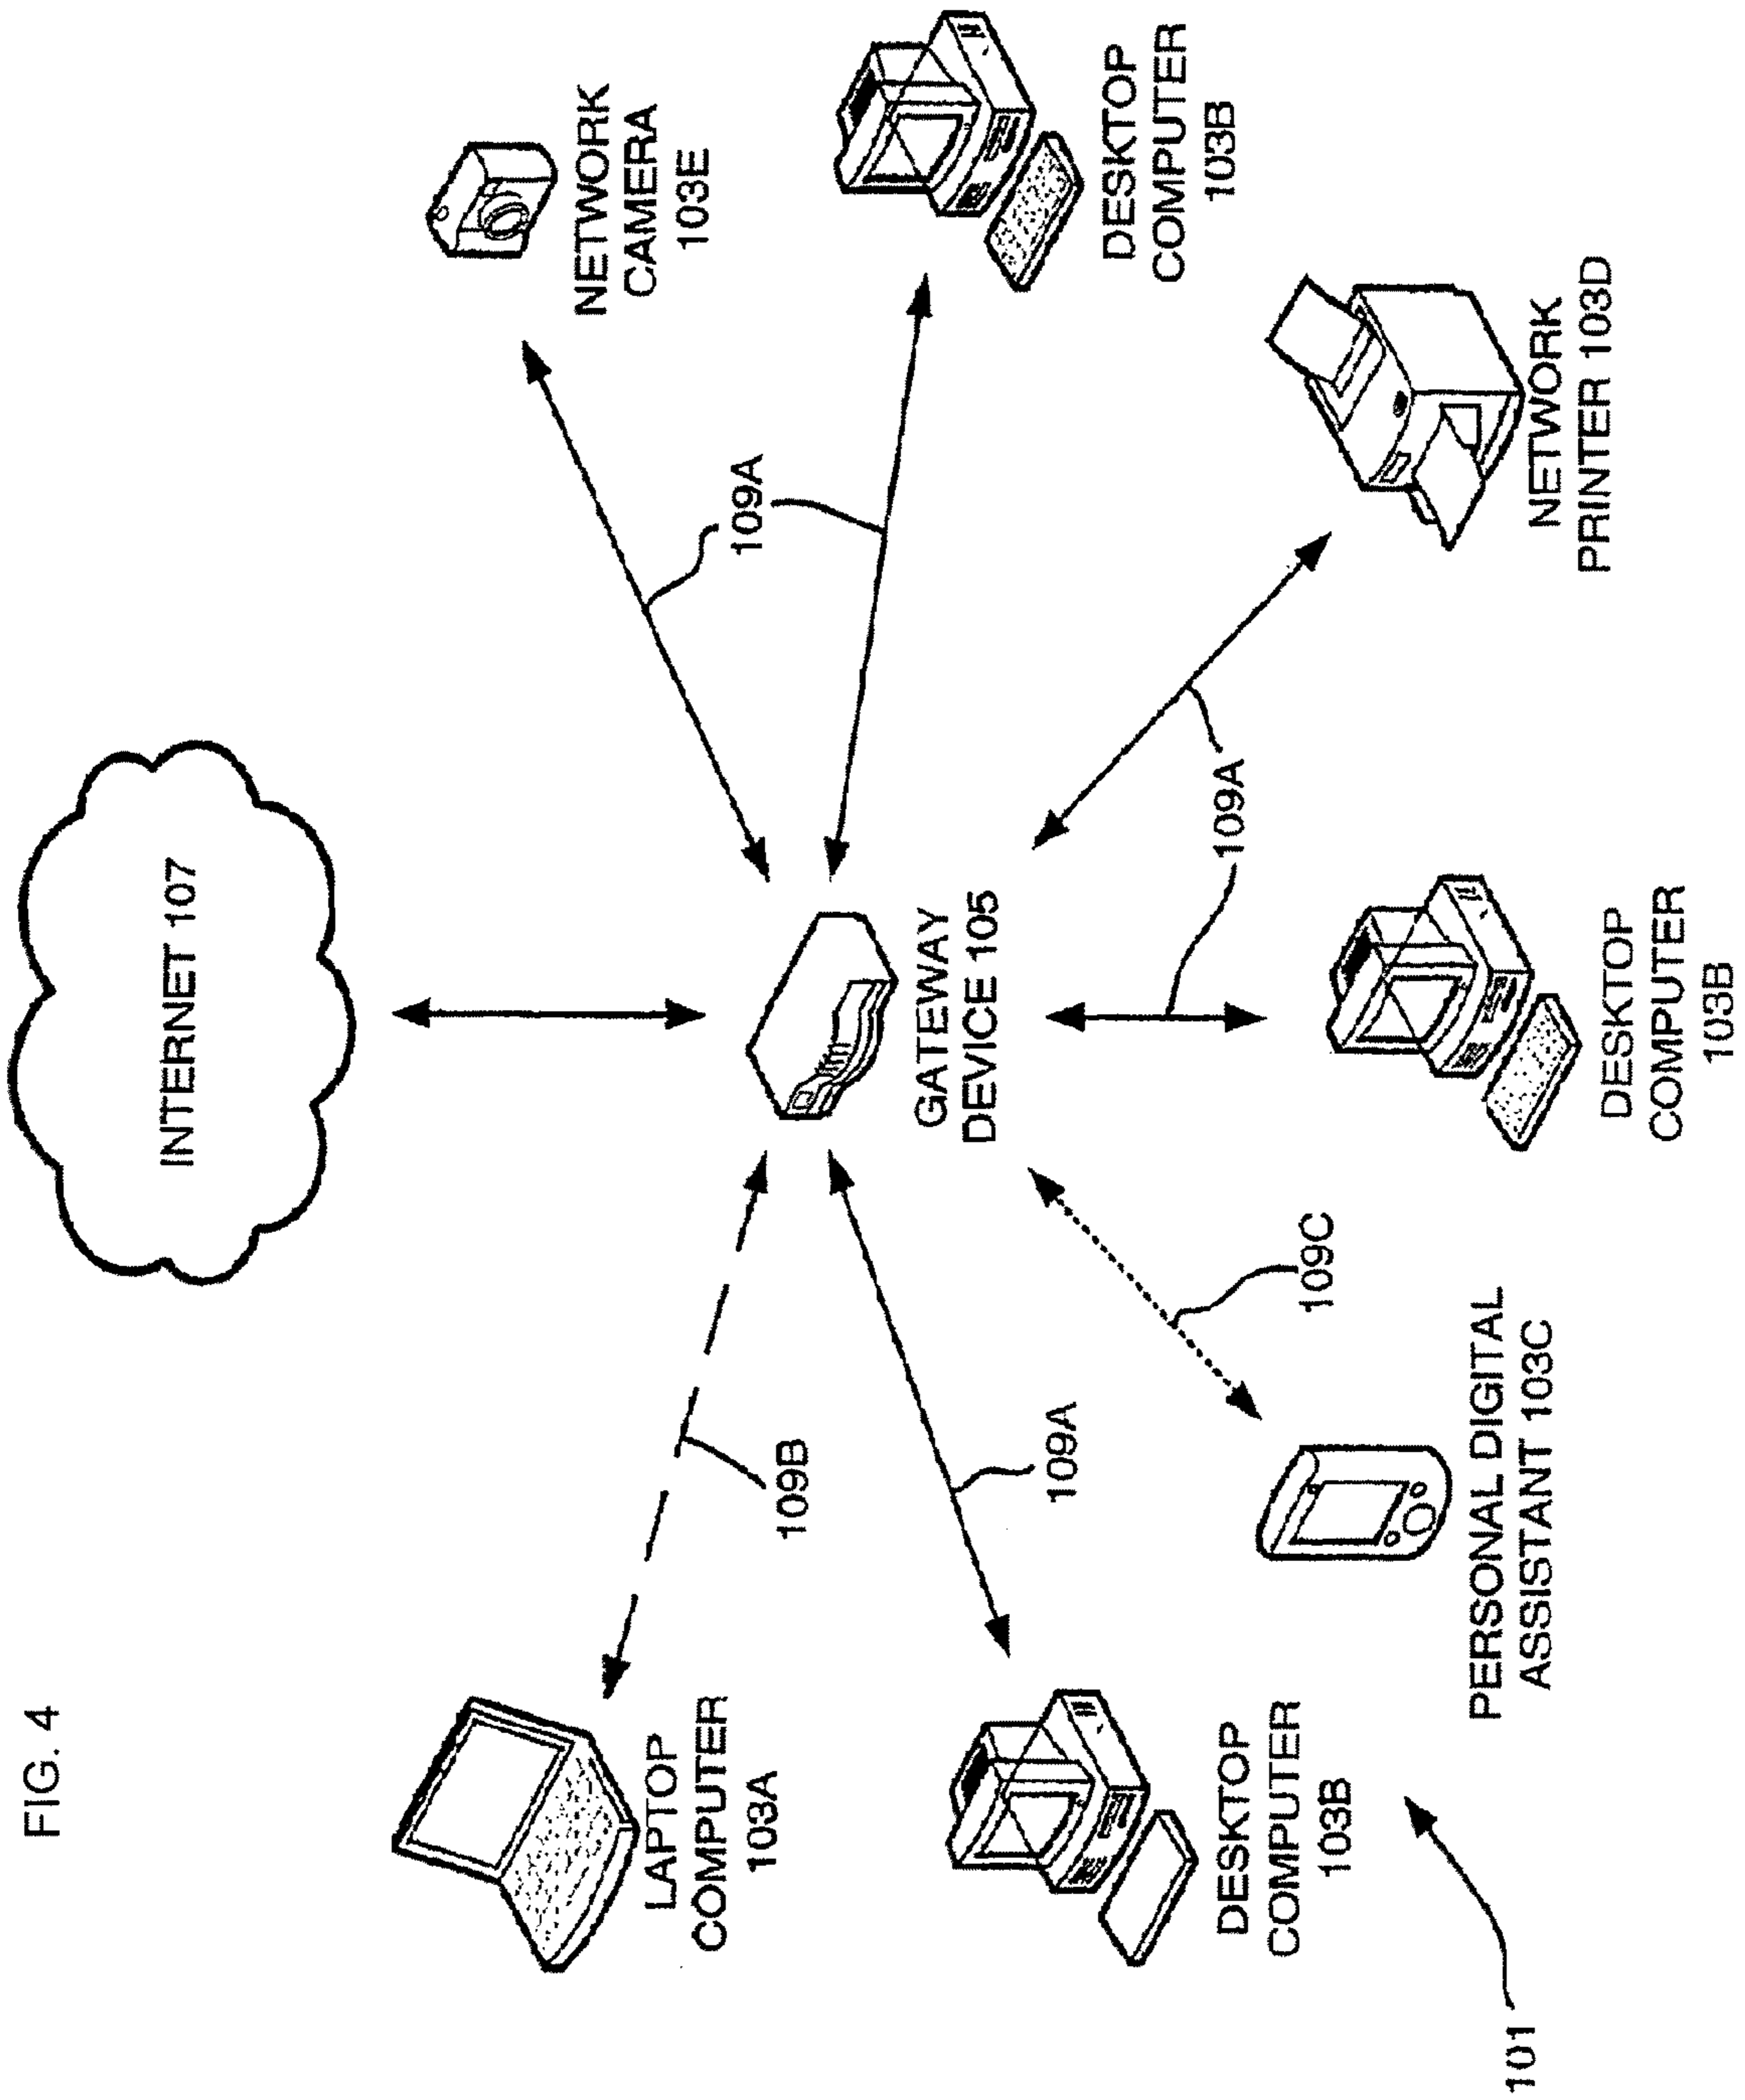 FIG. 4
INTERNET 107
LAPTOP
COMPUTER
103A
109B
GATEWAY
DEVICE 105
109A
NETWORK
CAMERA
103E
109A
DESKTOP
COMPUTER
103B
DESKTOP
COMPUTER
103B
109C
109A
PERSONAL DIGITAL
ASSISTANT 103C
DESKTOP
COMPUTER
103B
NETWORK
PRINTER 103D
101